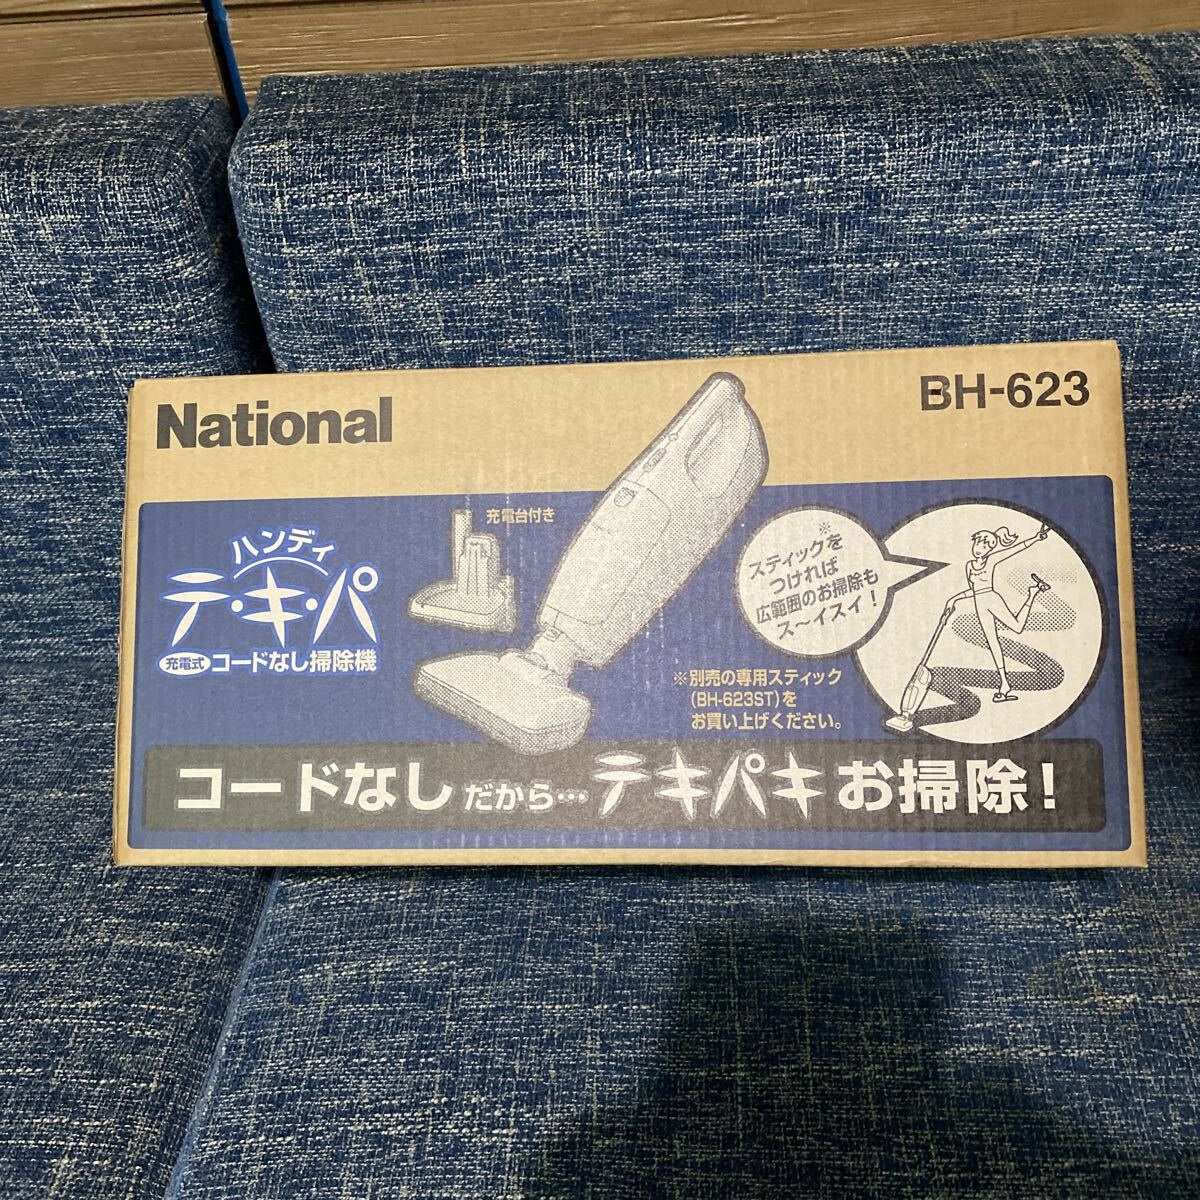 National
BH-623
ハンディ
テ・キ・パ
充電式 コードなし掃除機
充電台付き
※
スティックを
つければ
広範囲のお掃除も
ス〜イスイ!
※別売の専用スティック
(BH-623ST)を
お買い上げください。
コードなしだから…テキパキお掃除!